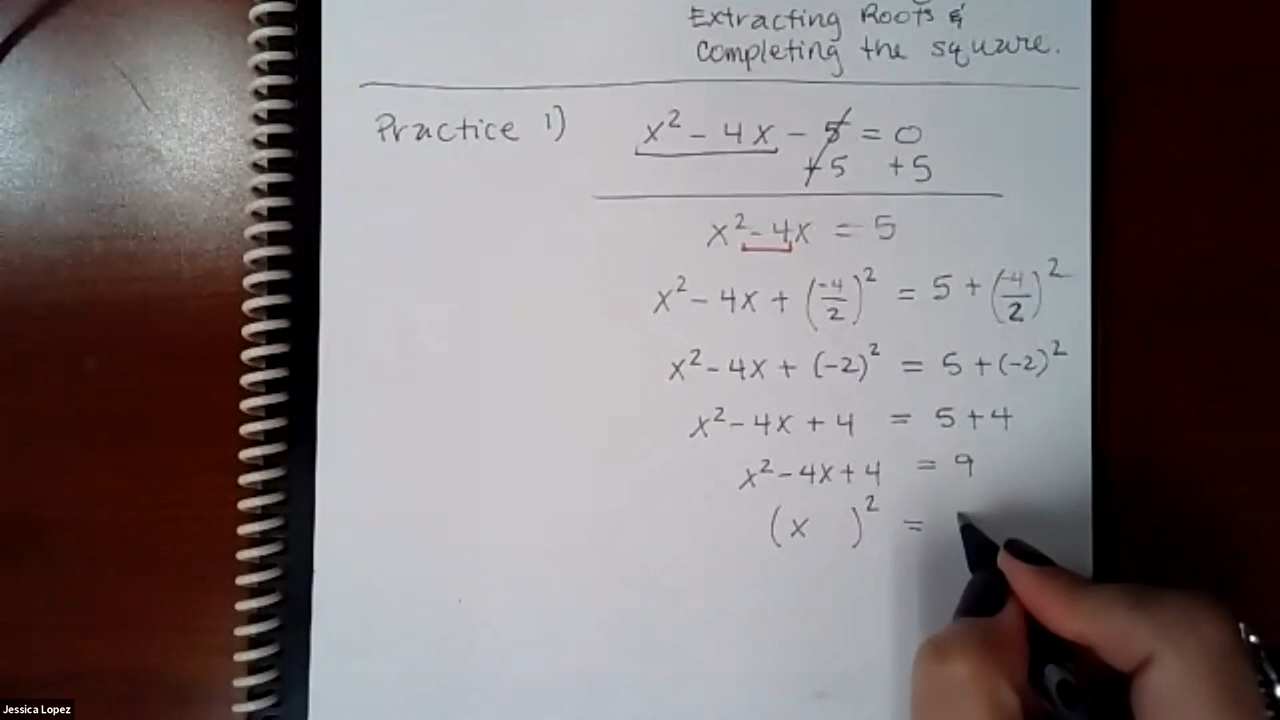 Extracting Roots &
Completing the square.
Practice 1) x² - 4x - 5 = 0
+5 +5
x² - 4x = 5
x² - 4x + (-4/2)² = 5 + (-4/2)²
x² - 4x + (-2)² = 5 + (-2)²
x² - 4x + 4 = 5 + 4
x² - 4x + 4 = 9
(x )² =
Jessica Lopez